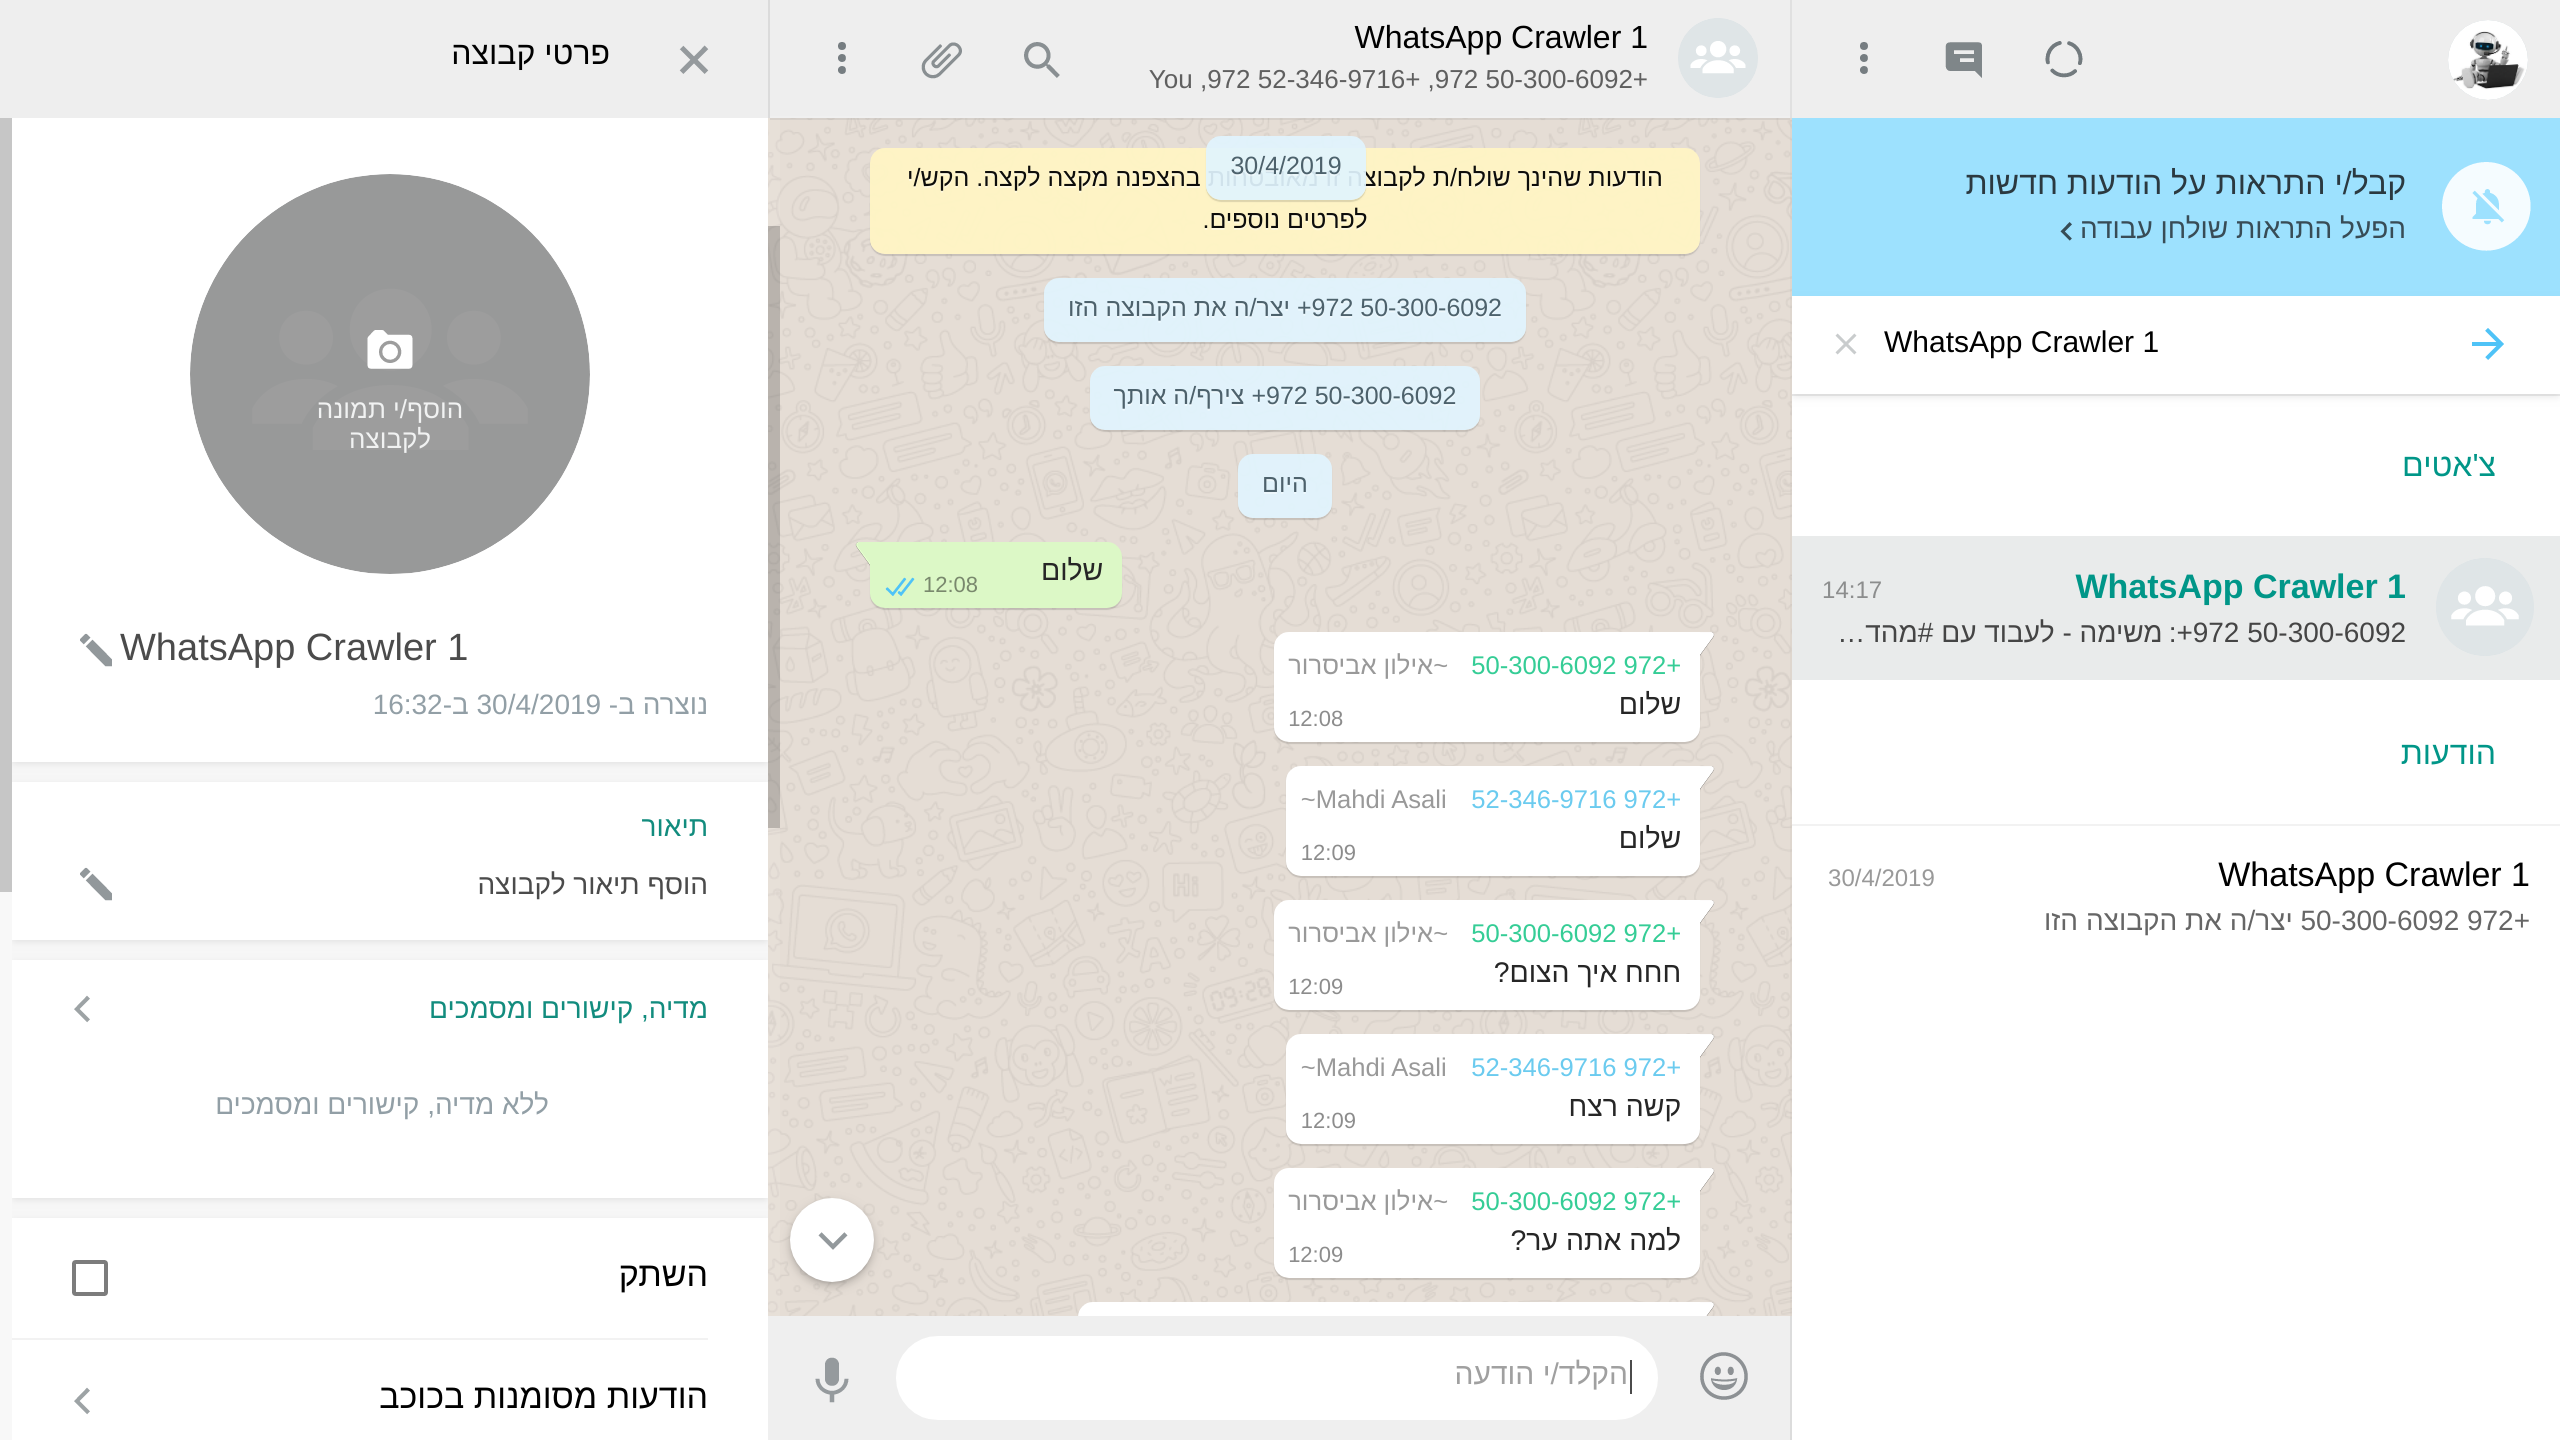 קבל/י התראות על הודעות חדשות
הפעל התראות שולחן עבודה
WhatsApp Crawler 1
צ'אטים
WhatsApp Crawler 1
14:17
+972 50-300-6092: משימה - לעבוד עם #מהד...
הודעות
WhatsApp Crawler 1
30/4/2019
+972 50-300-6092 יצר/ה את הקבוצה הזו
WhatsApp Crawler 1
+972 50-300-6092, +972 52-346-9716, You
30/4/2019
הודעות שהינך שולח/ת לקבוצה זו מאובטחות בהצפנה מקצה לקצה. הקש/י
לפרטים נוספים.
+972 50-300-6092 יצר/ה את הקבוצה הזו
+972 50-300-6092 צירף/ה אותך
היום
שלום
12:08
+972 50-300-6092 ~אילון אביסרור
שלום
12:08
+972 52-346-9716 ~Mahdi Asali
שלום
12:09
+972 50-300-6092 ~אילון אביסרור
חחח איך הצום?
12:09
+972 52-346-9716 ~Mahdi Asali
קשה רצח
12:09
+972 50-300-6092 ~אילון אביסרור
למה אתה ער?
12:09
הקלד/י הודעה
פרטי קבוצה
הוסף/י תמונה
לקבוצה
WhatsApp Crawler 1
נוצרה ב- 30/4/2019 ב-16:32
תיאור
הוסף תיאור לקבוצה
מדיה, קישורים ומסמכים
ללא מדיה, קישורים ומסמכים
השתק
הודעות מסומנות בכוכב